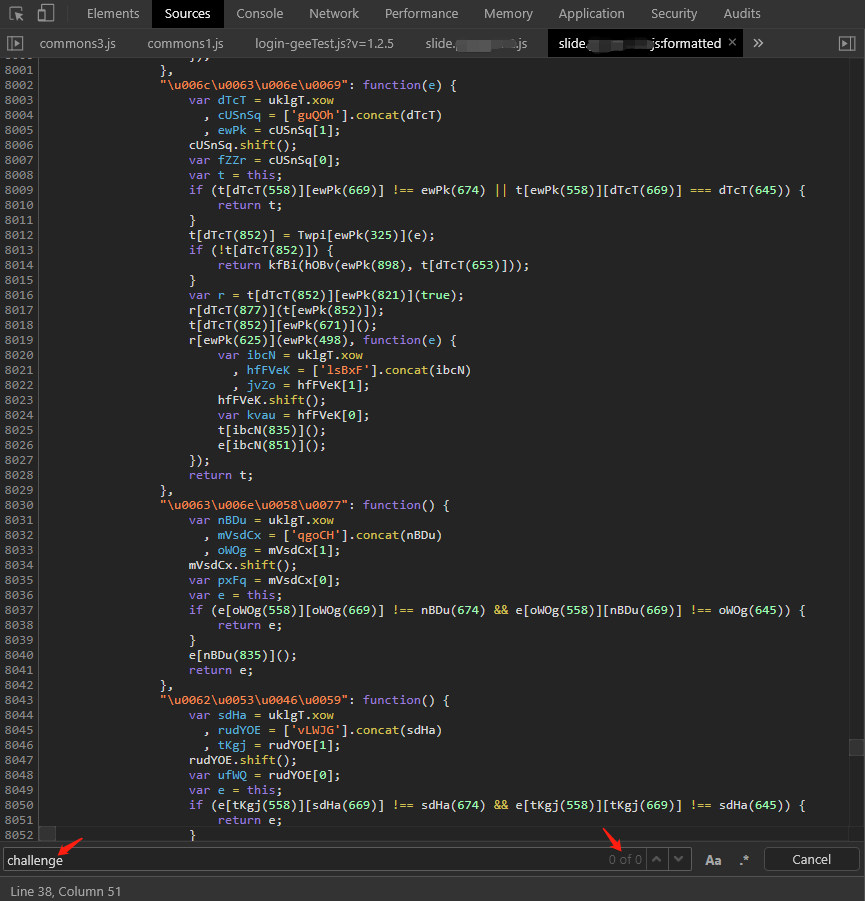 Elements Sources Console Network Performance Memory Application Security Audits
commons3.js commons1.js login-geeTest.js?v=1.2.5 slide. .js slide. js:formatted × »
8001 },
8002 "\u006c\u0063\u006e\u0069": function(e) {
8003 var dTcT = uklgT.xow
8004 , cUSnSq = ['guQOh'].concat(dTcT)
8005 , ewPk = cUSnSq[1];
8006 cUSnSq.shift();
8007 var fZZr = cUSnSq[0];
8008 var t = this;
8009 if (t[dTcT(558)][ewPk(669)] !== ewPk(674) || t[ewPk(558)][dTcT(669)] === dTcT(645)) {
8010 return t;
8011 }
8012 t[dTcT(852)] = Twpi[ewPk(325)](e);
8013 if (!t[dTcT(852)]) {
8014 return kfBi(hOBv(ewPk(898), t[dTcT(653)]));
8015 }
8016 var r = t[dTcT(852)][ewPk(821)](true);
8017 r[dTcT(877)](t[ewPk(852)]);
8018 t[dTcT(852)][ewPk(671)]();
8019 r[ewPk(625)](ewPk(498), function(e) {
8020 var ibcN = uklgT.xow
8021 , hfFVeK = ['lsBxF'].concat(ibcN)
8022 , jvZo = hfFVeK[1];
8023 hfFVeK.shift();
8024 var kvau = hfFVeK[0];
8025 t[ibcN(835)]();
8026 e[ibcN(851)]();
8027 });
8028 return t;
8029 },
8030 "\u0063\u006e\u0058\u0077": function() {
8031 var nBDu = uklgT.xow
8032 , mVsdCx = ['qgoCH'].concat(nBDu)
8033 , oWOg = mVsdCx[1];
8034 mVsdCx.shift();
8035 var pxFq = mVsdCx[0];
8036 var e = this;
8037 if (e[oWOg(558)][oWOg(669)] !== nBDu(674) && e[oWOg(558)][nBDu(669)] !== oWOg(645)) {
8038 return e;
8039 }
8040 e[nBDu(835)]();
8041 return e;
8042 },
8043 "\u0062\u0053\u0046\u0059": function() {
8044 var sdHa = uklgT.xow
8045 , rudYOE = ['vLWJG'].concat(sdHa)
8046 , tKgj = rudYOE[1];
8047 rudYOE.shift();
8048 var ufWQ = rudYOE[0];
8049 var e = this;
8050 if (e[tKgj(558)][sdHa(669)] !== sdHa(674) && e[tKgj(558)][tKgj(669)] !== sdHa(645)) {
8051 return e;
8052 }
challenge 0 of 0 Aa .* Cancel
Line 38, Column 51